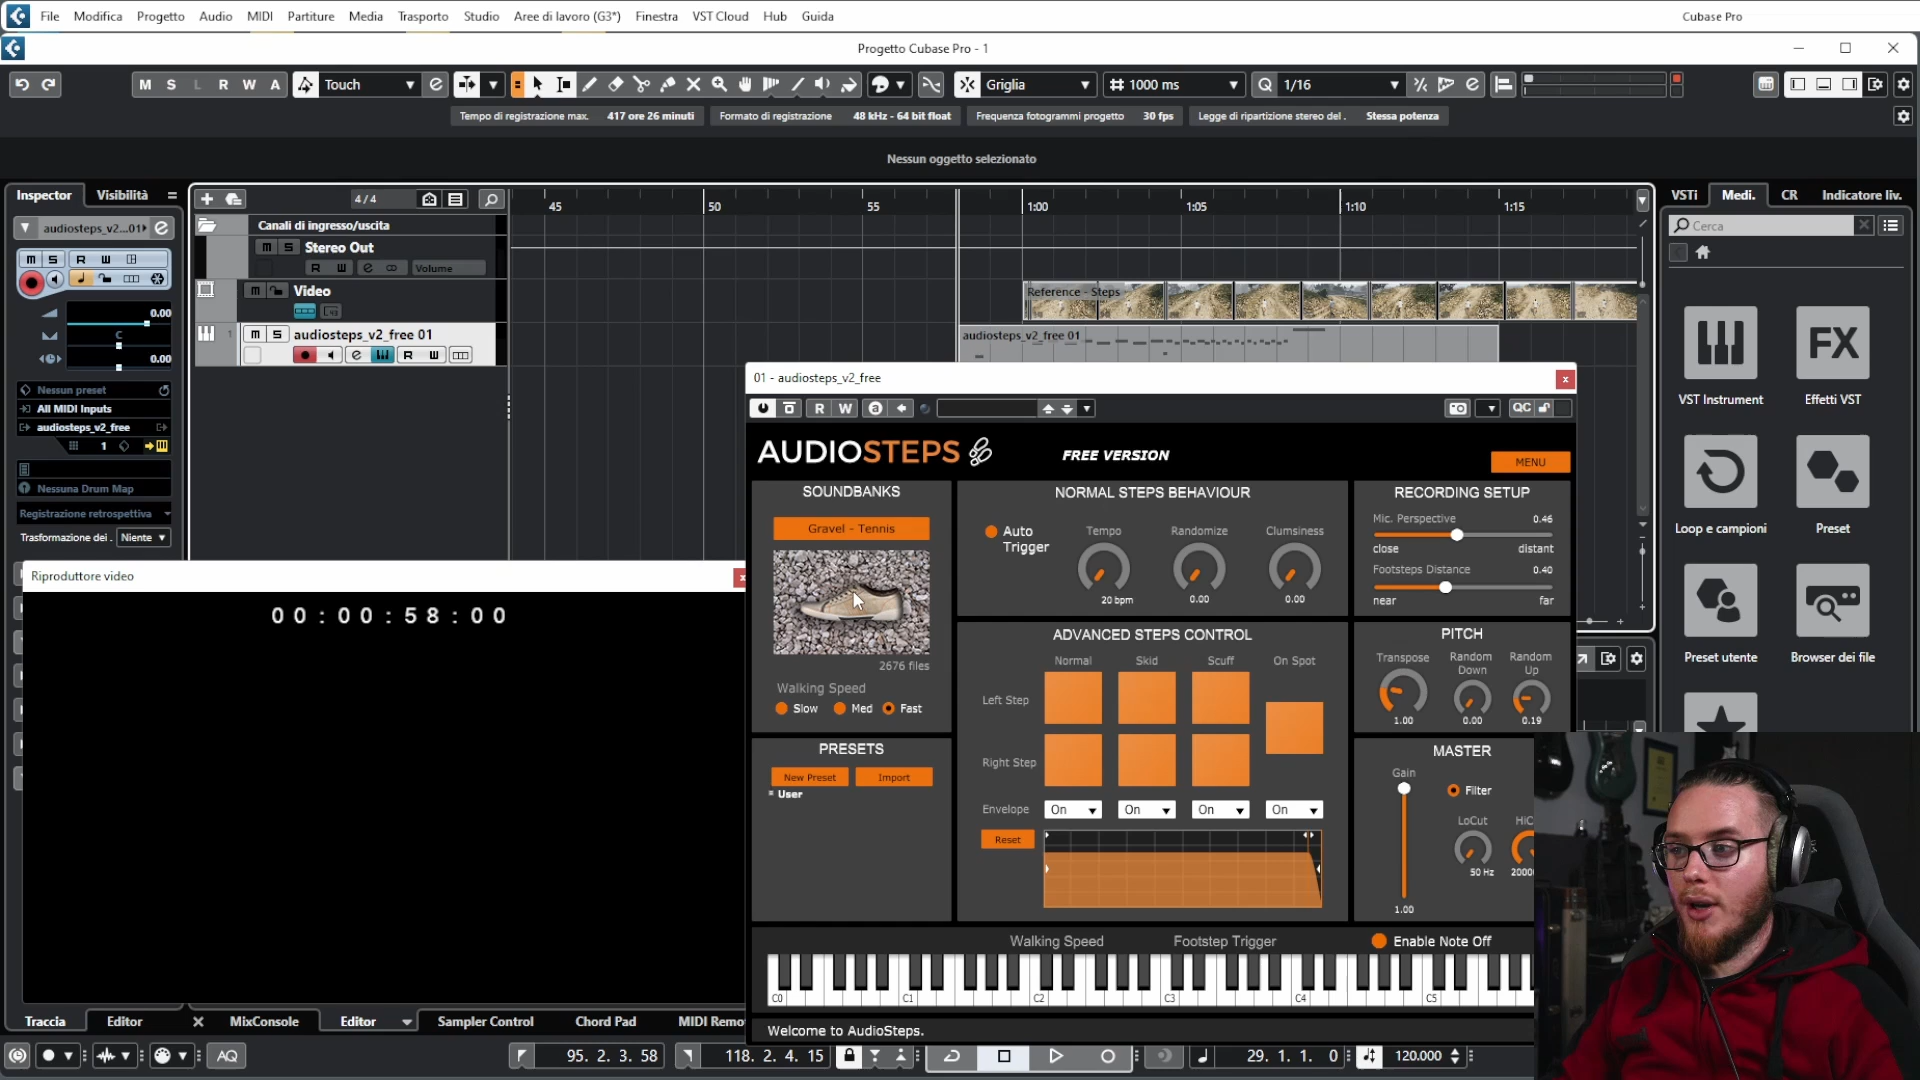 File Modifica Progetto Audio MIDI Partiture Media Trasporto Studio Aree di lavoro (G3*) Finestra VST Cloud Hub Guida Cubase Pro
Progetto Cubase Pro - 1
M S L R W A Touch Griglia 1000 ms Q 1/16
Tempo di registrazione max. 417 ore 26 minuti Formato di registrazione 48 kHz - 64 bit float Frequenza fotogrammi progetto 30 fps Legge di ripartizione stereo del . Stessa potenza
Nessun oggetto selezionato
Inspector Visibilità 4/4 45 50 55 1:00 1:05 1:10 1:15 VSTi Medi. CR Indicatore liv.
audiosteps_v2...01 Canali di ingresso/uscita Cerca
M S Stereo Out
R W Volume
M S R W
M Video Reference - Steps
0.00
C
0.00
1 M S audiosteps_v2_free 01 audiosteps_v2_free 01
R W
Nessun preset
All MIDI Inputs
audiosteps_v2_free
1
Nessuna Drum Map
Registrazione retrospettiva
Trasformazione dei . Niente
VST Instrument Effetti VST
Loop e campioni Preset
Preset utente Browser dei file
Riproduttore video
00:00:58:00
01 - audiosteps_v2_free
R W QC
AUDIOSTEPS FREE VERSION MENU
SOUNDBANKS
Gravel - Tennis
2676 files
Walking Speed
Slow Med Fast
PRESETS
New Preset Import
User
NORMAL STEPS BEHAVIOUR
Auto Trigger Tempo Randomize Clumsiness
20 bpm 0.00 0.00
ADVANCED STEPS CONTROL
Normal Skid Scuff On Spot
Left Step
Right Step
Envelope On On On On
Reset
RECORDING SETUP
Mic. Perspective 0.46
close distant
Footsteps Distance 0.40
near far
PITCH
Transpose Random Down Random Up
1.00 0.00 0.19
MASTER
Gain
Filter
LoCut HiC
50 Hz 2000
1.00
Walking Speed Footstep Trigger Enable Note Off
C0 C1 C2 C3 C4 C5
Welcome to AudioSteps.
Traccia Editor MixConsole Editor Sampler Control Chord Pad MIDI Remo
AQ 95. 2. 3. 58 118. 2. 4. 15 29. 1. 1. 0 120.000